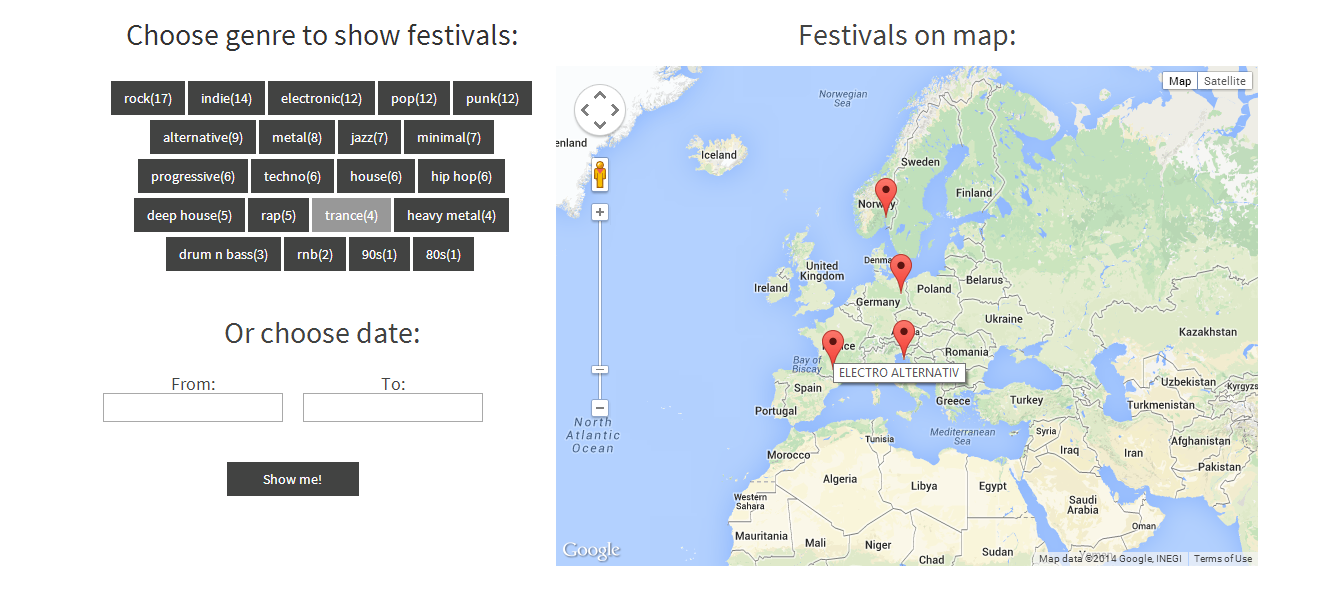 Choose genre to show festivals:
rock(17) indie(14) electronic(12) pop(12) punk(12)
alternative(9) metal(8) jazz(7) minimal(7)
progressive(6) techno(6) house(6) hip hop(6)
deep house(5) rap(5) trance(4) heavy metal(4)
drum n bass(3) rnb(2) 90s(1) 80s(1)
Or choose date:
From: To:
Show me!
Festivals on map:
Map Satellite
Norwegian
Sea
enland
Iceland
Sweden
Finland
Norway
United
Kingdom
Ireland
Denma
Poland
Belarus
Germany
Ukraine
Kazakhstan
Romania
Bay of
Biscay
ELECTRO ALTERNATIV
Spain
Portugal
Greece
Turkey
Uzbekistan
Kyrgyzs
Turkmenistan
North
Atlantic
Ocean
Mediterranean
Sea
Tunisia
Syria
Iraq
Iran
Afghanistan
Pakistan
Morocco
Algeria
Libya
Egypt
Western
Sahara
Saudi
Arabia
Oman
Mauritania
Mali
Niger
Chad
Sudan
Yemen
Google
Map data ©2014 Google, INEGI Terms of Use